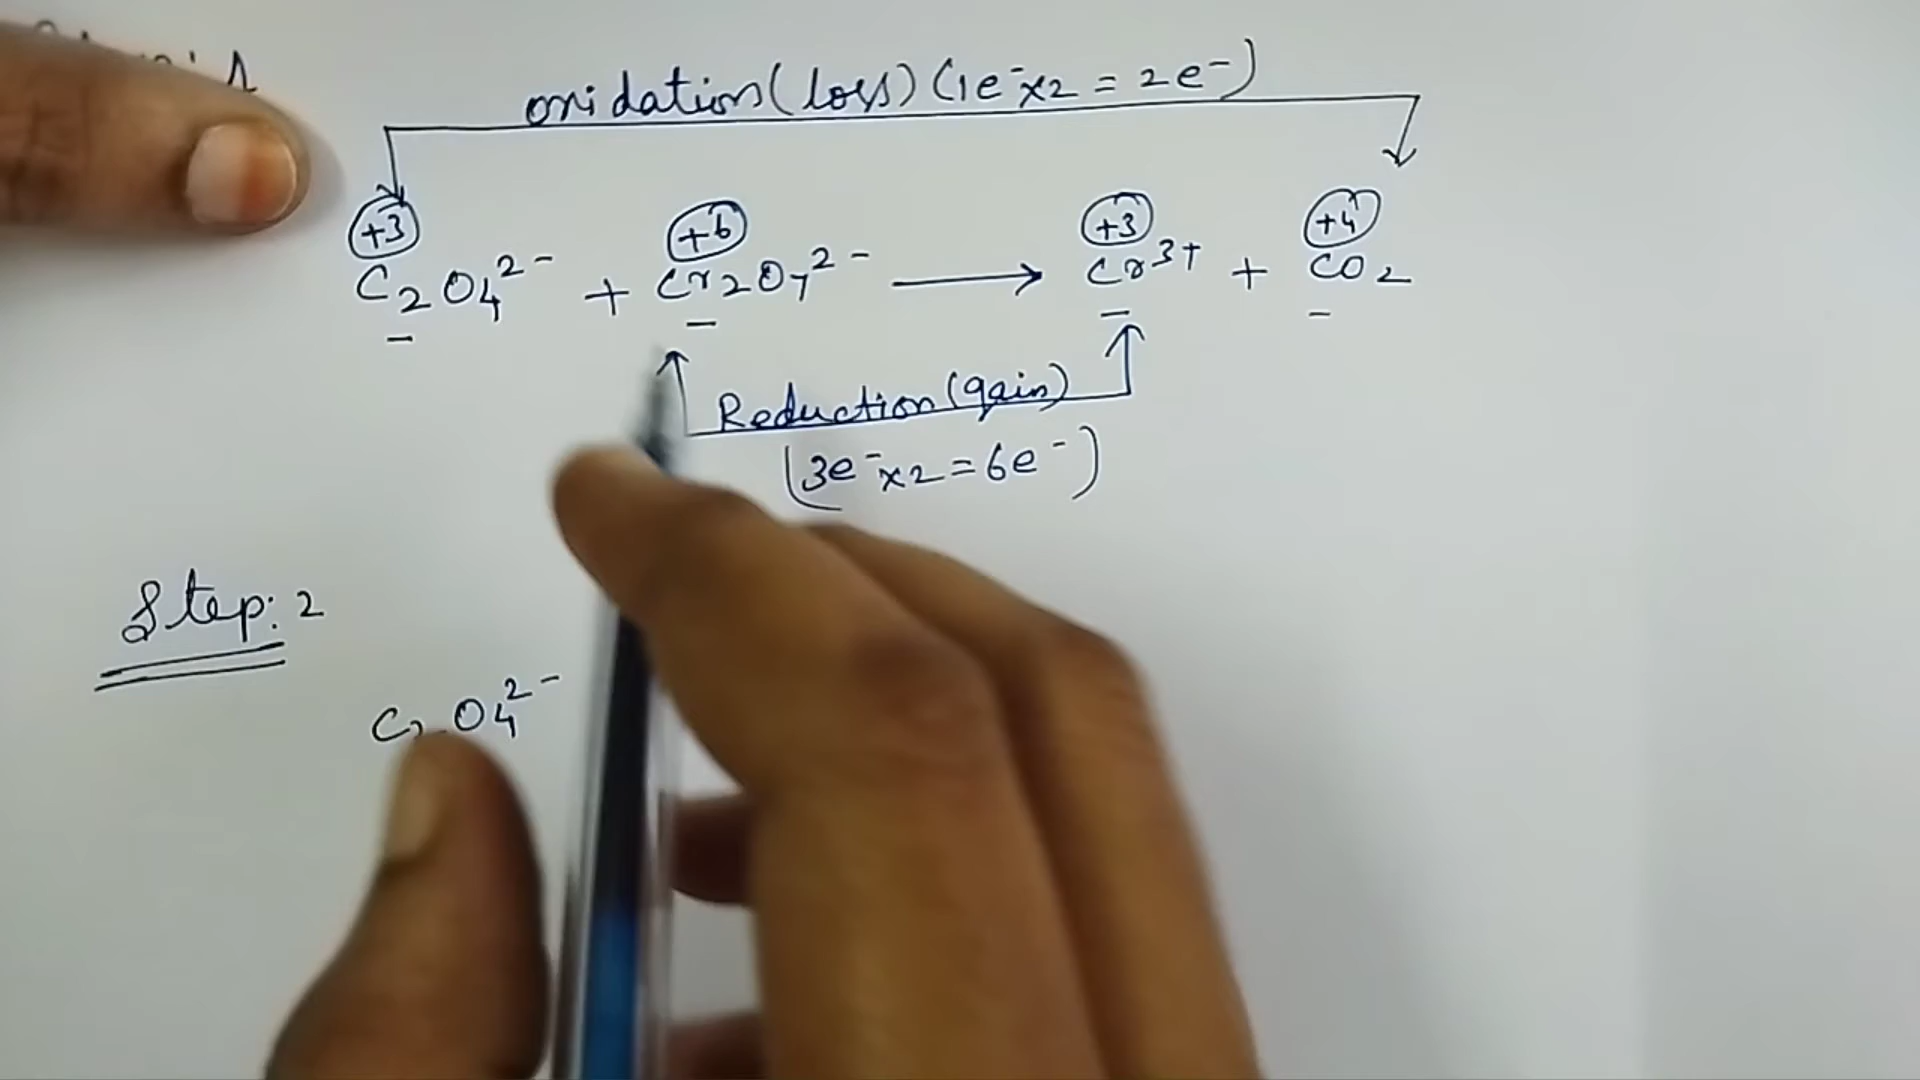 oxidation (loss) (1e⁻x2 = 2e⁻)
+3 +6 +3 +4
C₂O₄²⁻ + Cr₂O₇²⁻ ⟶ Cr³⁺ + CO₂
Reduction (gain)
(3e⁻x2 = 6e⁻)
Step: 2
C₂O₄²⁻